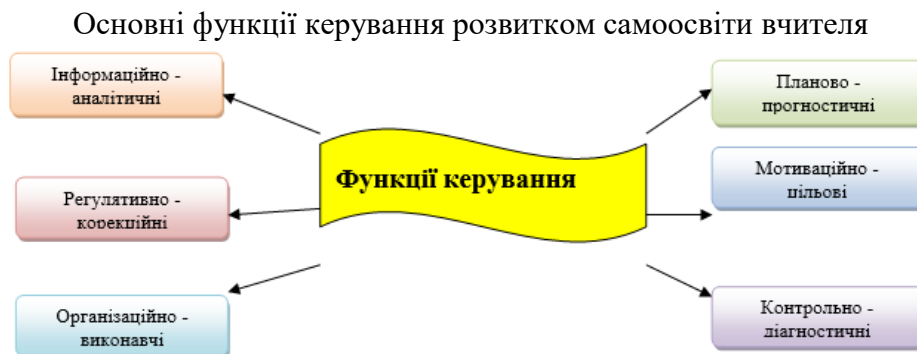 Основні функції керування розвитком самоосвіти вчителя
Інформаційно -
аналітичні
Планово -
прогностичні
Функції керування
Мотиваційно -
цільові
Регулятивно -
корекційні
Організаційно -
виконавчі
Контрольно -
діагностичні